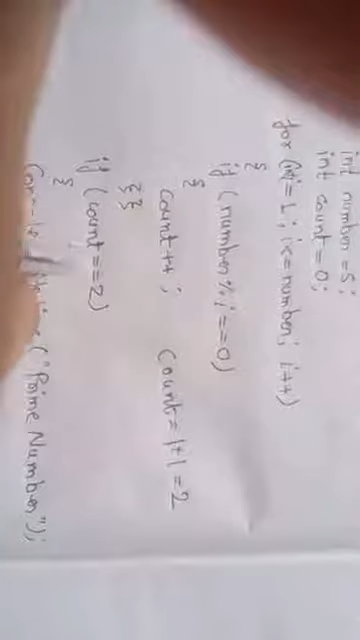 int number = 5;
int count = 0;
for (int i = 1; i <= number; i++)
{
if (number % i == 0)
{
count++; Count = 1+1 = 2
}}
if (count == 2)
{
("Prime Number");